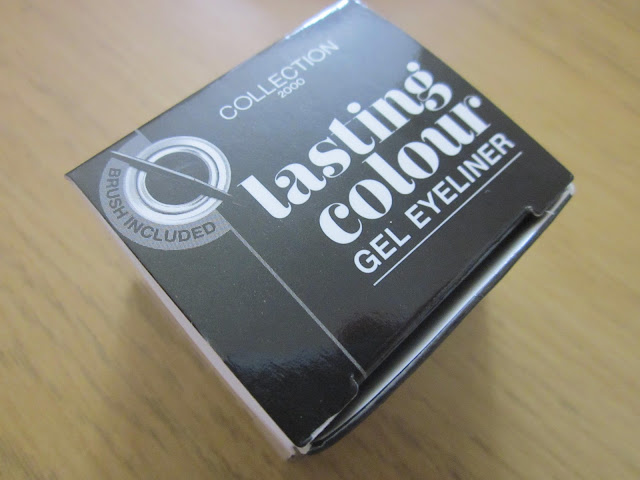 COLLECTION
2000
lasting
colour
GEL EYELINER
BRUSH INCLUDED